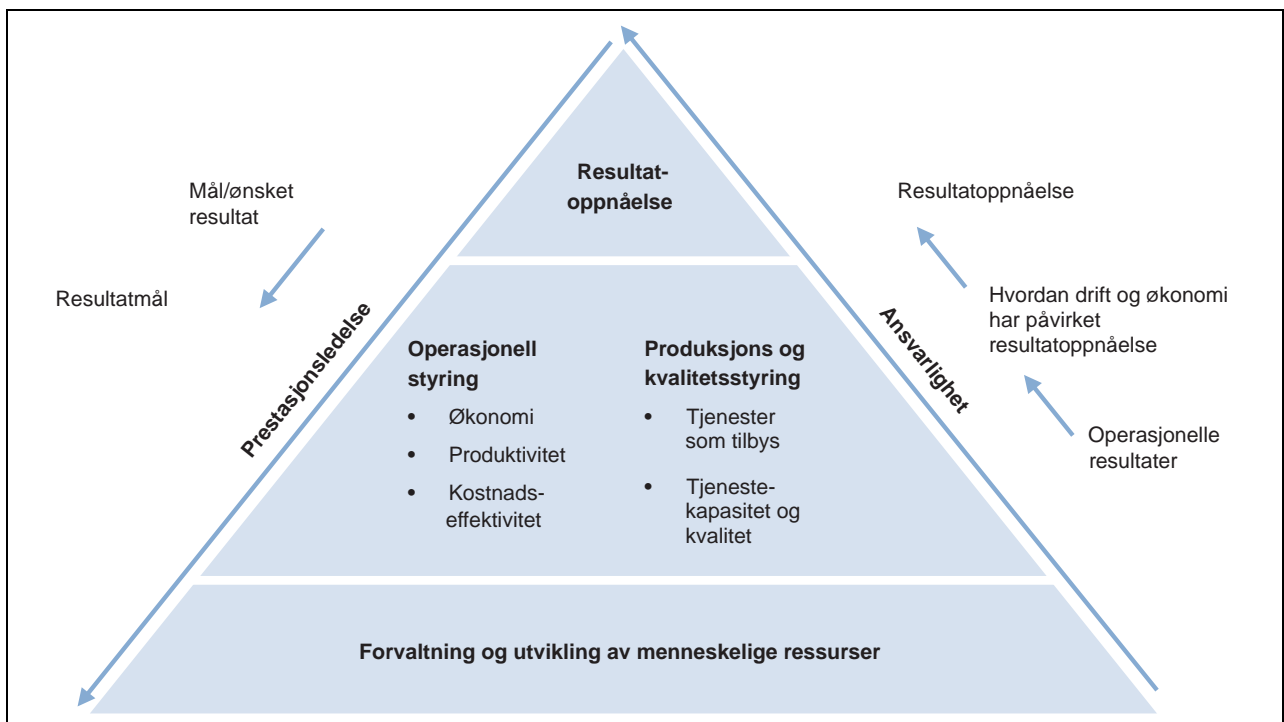 Resultat-
oppnåelse
Mål/ønsket
resultat
Resultatmål
Prestasjonsledelse
Operasjonell
styring
• Økonomi
• Produktivitet
• Kostnads-
effektivitet
Produksjons og
kvalitetsstyring
• Tjenester
som tilbys
• Tjeneste-
kapasitet og
kvalitet
Ansvarlighet
Resultatoppnåelse
Hvordan drift og økonomi
har påvirket
resultatoppnåelse
Operasjonelle
resultater
Forvaltning og utvikling av menneskelige ressurser